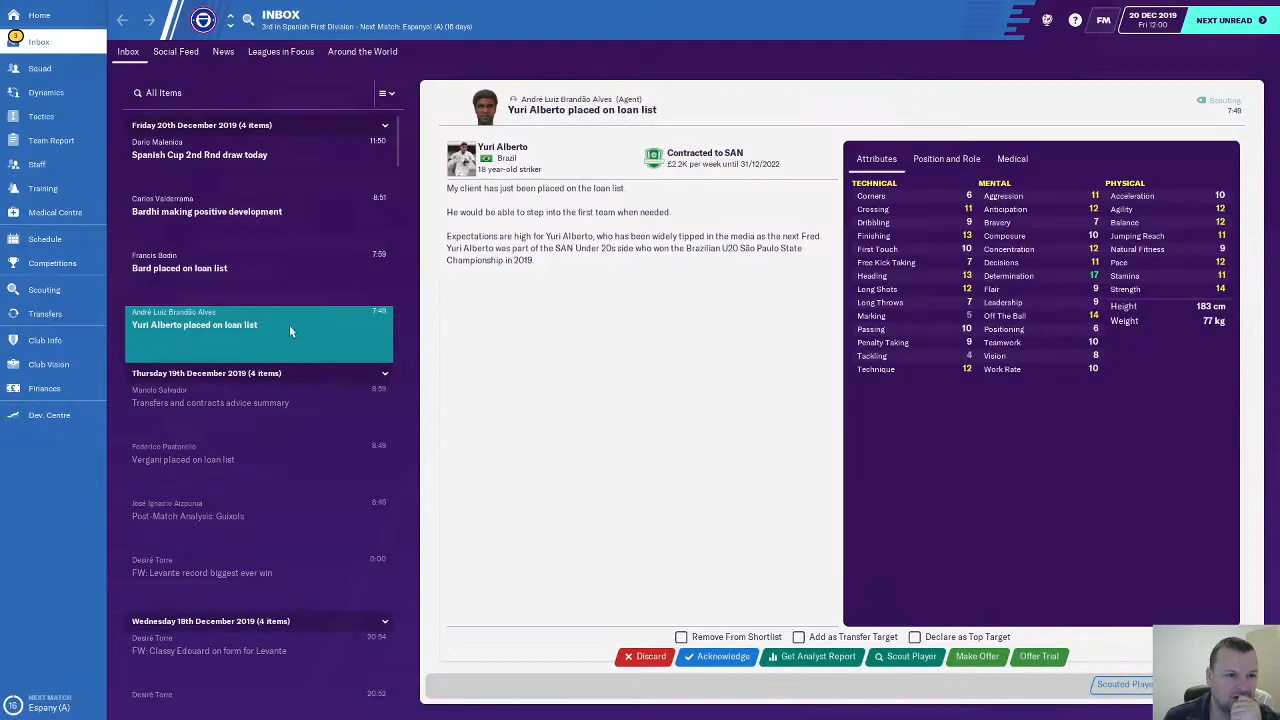 Home
3
Inbox
Squad
Dynamics
Tactics
Team Report
Staff
Training
Medical Centre
Schedule
Competitions
Scouting
Transfers
Club Info
Club Vision
Finances
Dev. Centre
NEXT MATCH
16 Espany (A)
INBOX
3rd in Spanish First Division - Next Match: Espanyol (A) (16 days)
FM
20 DEC 2019
Fri 12:00
NEXT UNREAD
Inbox Social Feed News Leagues in Focus Around the World
All Items
Friday 20th December 2019 (4 items)
Dario Malenica 11:50
Spanish Cup 2nd Rnd draw today
Carlos Valderrama 8:51
Bardhi making positive development
Francis Bodin 7:59
Bard placed on loan list
André Luiz Brandão Alves 7:49
Yuri Alberto placed on loan list
Thursday 19th December 2019 (4 items)
Manolo Salvador 8:59
Transfers and contracts advice summary
Federico Pastorello 8:49
Vergani placed on loan list
José Ignacio Aizpurua 8:46
Post-Match Analysis: Guíxols
Desiré Torre 0:00
FW: Levante record biggest ever win
Wednesday 18th December 2019 (4 items)
Desiré Torre 20:54
FW: Classy Edouard on form for Levante
Desiré Torre 20:52
André Luiz Brandão Alves (Agent)
Yuri Alberto placed on loan list
Scouting
7:49
Yuri Alberto
Brazil
18 year-old striker
Contracted to SAN
£2.2K per week until 31/12/2022
My client has just been placed on the loan list.
He would be able to step into the first team when needed.
Expectations are high for Yuri Alberto, who has been widely tipped in the media as the next Fred.
Yuri Alberto was part of the SAN Under 20s side who won the Brazilian U20 São Paulo State
Championship in 2019.
Attributes Position and Role Medical
TECHNICAL MENTAL PHYSICAL
Corners 6 Aggression 11 Acceleration 10
Crossing 11 Anticipation 12 Agility 12
Dribbling 9 Bravery 7 Balance 12
Finishing 13 Composure 10 Jumping Reach 11
First Touch 10 Concentration 12 Natural Fitness 9
Free Kick Taking 7 Decisions 11 Pace 12
Heading 13 Determination 17 Stamina 11
Long Shots 12 Flair 9 Strength 14
Long Throws 7 Leadership 9 Height 183 cm
Marking 5 Off The Ball 14 Weight 77 kg
Passing 10 Positioning 6
Penalty Taking 9 Teamwork 10
Tackling 4 Vision 8
Technique 12 Work Rate 10
Remove From Shortlist Add as Transfer Target Declare as Top Target
Discard Acknowledge Get Analyst Report Scout Player Make Offer Offer Trial